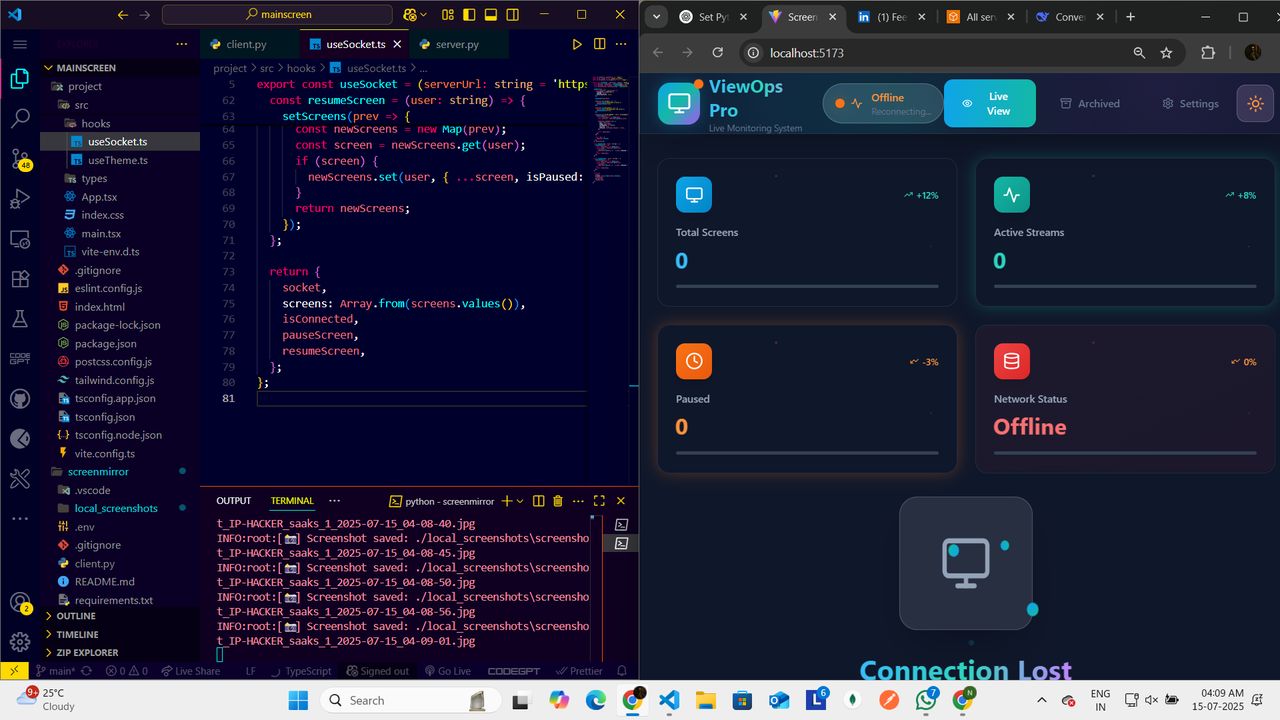 mainscreen
client.py
useSocket.ts
server.py
project > src > hooks > useSocket.ts > ...
EXPLORER
MAINSCREEN
project
src
hooks
useSocket.ts
useTheme.ts
types
App.tsx
index.css
main.tsx
vite-env.d.ts
.gitignore
eslint.config.js
index.html
package-lock.json
package.json
postcss.config.js
tailwind.config.js
tsconfig.app.json
tsconfig.json
tsconfig.node.json
vite.config.ts
screenmirror
.vscode
local_screenshots
.env
.gitignore
client.py
README.md
requirements.txt
OUTLINE
TIMELINE
ZIP EXPLORER
48
CODE
GPT
2
5 export const useSocket = (serverUrl: string = 'https
62 const resumeScreen = (user: string) => {
63 setScreens(prev => {
64 const newScreens = new Map(prev);
65 const screen = newScreens.get(user);
66 if (screen) {
67 newScreens.set(user, { ...screen, isPaused:
68 }
69 return newScreens;
70 });
71 };
72
73 return {
74 socket,
75 screens: Array.from(screens.values()),
76 isConnected,
77 pauseScreen,
78 resumeScreen,
79 };
80 };
81
OUTPUT TERMINAL python - screenmirror
t_IP-HACKER_saaks_1_2025-07-15_04-08-40.jpg
INFO:root:[📷] Screenshot saved: ./local_screenshots\screensho
t_IP-HACKER_saaks_1_2025-07-15_04-08-45.jpg
INFO:root:[📷] Screenshot saved: ./local_screenshots\screensho
t_IP-HACKER_saaks_1_2025-07-15_04-08-50.jpg
INFO:root:[📷] Screenshot saved: ./local_screenshots\screensho
t_IP-HACKER_saaks_1_2025-07-15_04-08-56.jpg
INFO:root:[📷] Screenshot saved: ./local_screenshots\screensho
t_IP-HACKER_saaks_1_2025-07-15_04-09-01.jpg
main* 0 0 Live Share LF TypeScript Signed out Go Live CODEGPT Prettier
Set Pyt
Screen
(1) Fee
All serv
Conve
localhost:5173
ViewOps
Pro
Live Monitoring System
Offline
Reconnecting...
Live
View
Archive
Settings
+12%
Total Screens
0
+8%
Active Streams
0
-3%
Paused
0
0%
Network Status
Offline
Connection Lost
9+
25°C
Cloudy
Search
6
7
N
ENG
IN
04:09 AM
15-07-2025